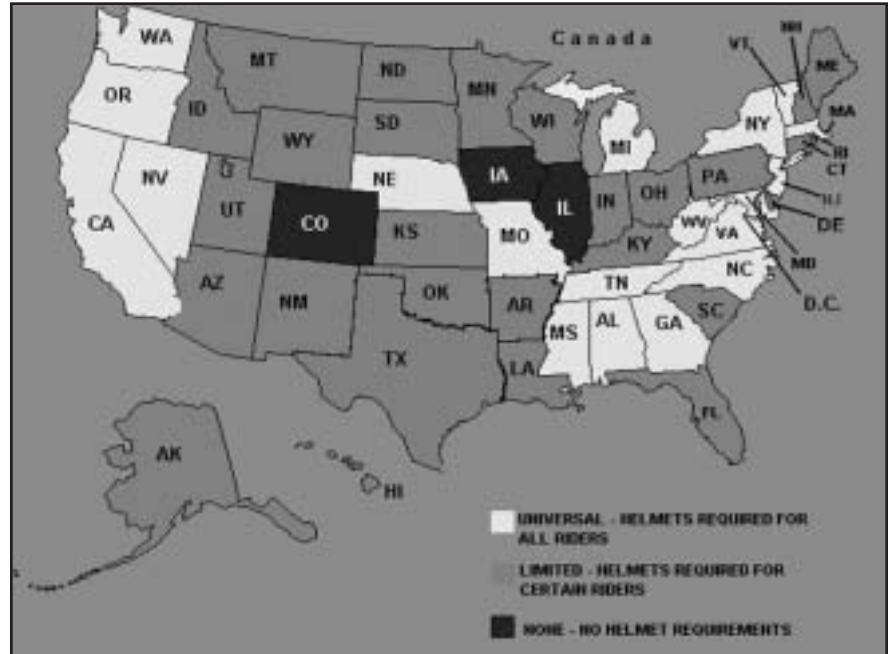 Canada
WA
MT
ND
MN
VT
NH
ME
OR
ID
SD
WI
MI
NY
MA
WY
RI
CT
NV
NE
IA
PA
NJ
CA
UT
CO
KS
MO
IL
IN
OH
WV
VA
DE
KY
MD
AZ
NM
OK
AR
TN
NC
D.C.
SC
TX
LA
MS
AL
GA
FL
AK
HI
UNIVERSAL - HELMETS REQUIRED FOR
ALL RIDERS
LIMITED - HELMETS REQUIRED FOR
CERTAIN RIDERS
NONE - NO HELMET REQUIREMENTS